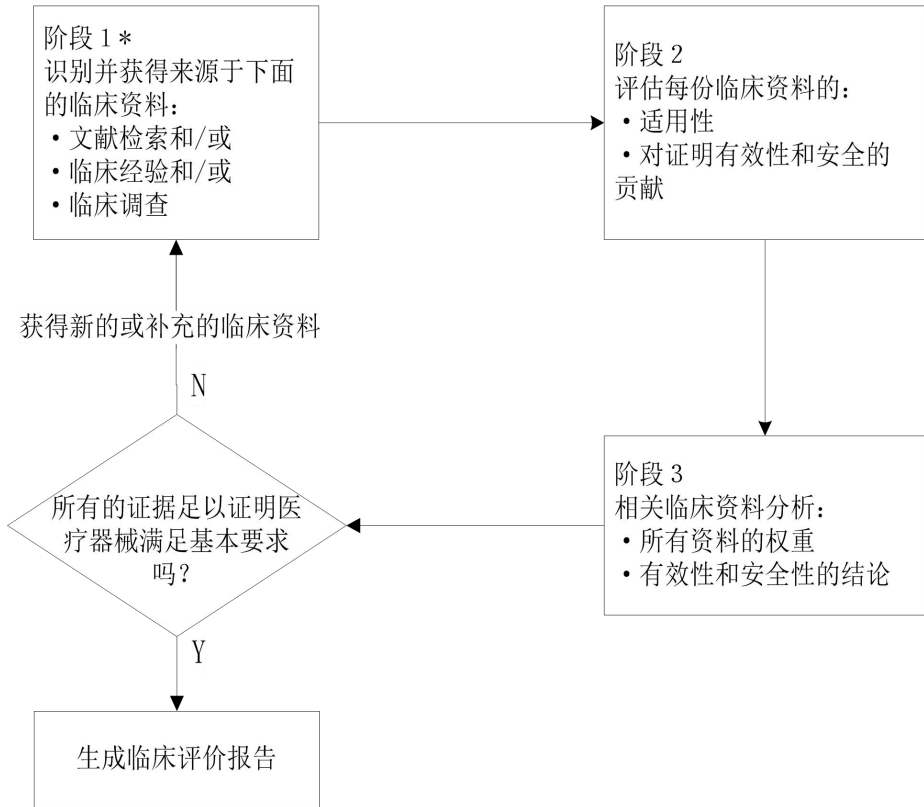 阶段 1*
识别并获得来源于下面
的临床资料：
·文献检索和/或
·临床经验和/或
·临床调查
阶段 2
评估每份临床资料的：
·适用性
·对证明有效性和安全的
贡献
获得新的或补充的临床资料
N
所有的证据足以证明医
疗器械满足基本要求
吗？
阶段 3
相关临床资料分析：
·所有资料的权重
·有效性和安全性的结论
Y
生成临床评价报告